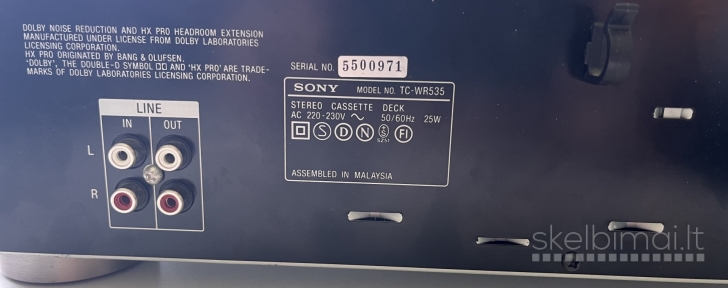 DOLBY NOISE REDUCTION AND HX PRO HEADROOM EXTENSION
MANUFACTURED UNDER LICENSE FROM DOLBY LABORATORIES
LICENSING CORPORATION.
HX PRO ORIGINATED BY BANG & OLUFSEN.
"DOLBY", THE DOUBLE-D SYMBOL AND "HX PRO" ARE TRADE-
MARKS OF DOLBY LABORATORIES LICENSING CORPORATION.
SERIAL NO. 5500971
SONY MODEL NO. TC-WR535
STEREO CASSETTE DECK
AC 220-230V ~ 50/60Hz 25W
S D N FI
ASSEMBLED IN MALAYSIA
LINE
IN OUT
L
R
skelbimai.lt